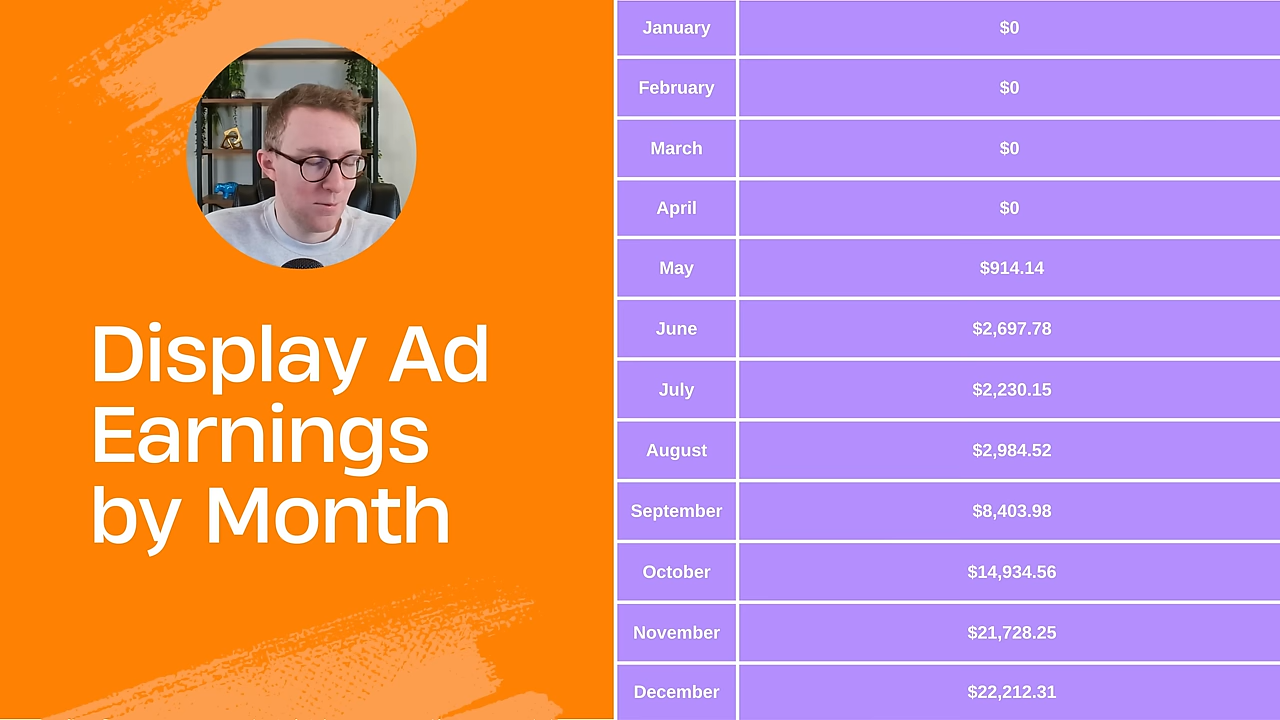 Display Ad
Earnings
by Month
January $0
February $0
March $0
April $0
May $914.14
June $2,697.78
July $2,230.15
August $2,984.52
September $8,403.98
October $14,934.56
November $21,728.25
December $22,212.31